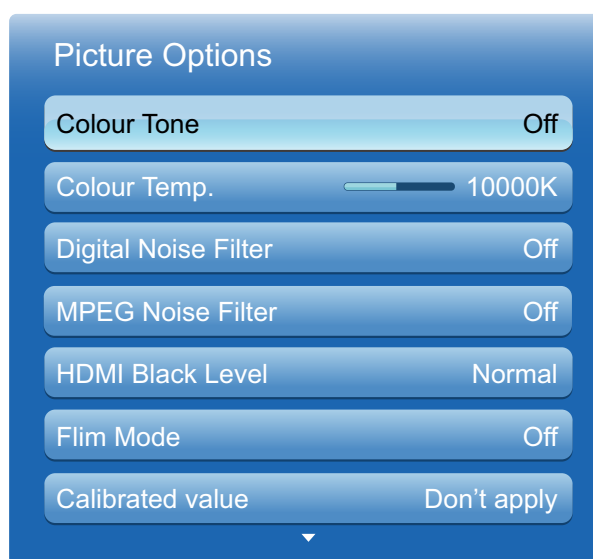 Picture Options
Colour Tone Off
Colour Temp. 10000K
Digital Noise Filter Off
MPEG Noise Filter Off
HDMI Black Level Normal
Flim Mode Off
Calibrated value Don’t apply